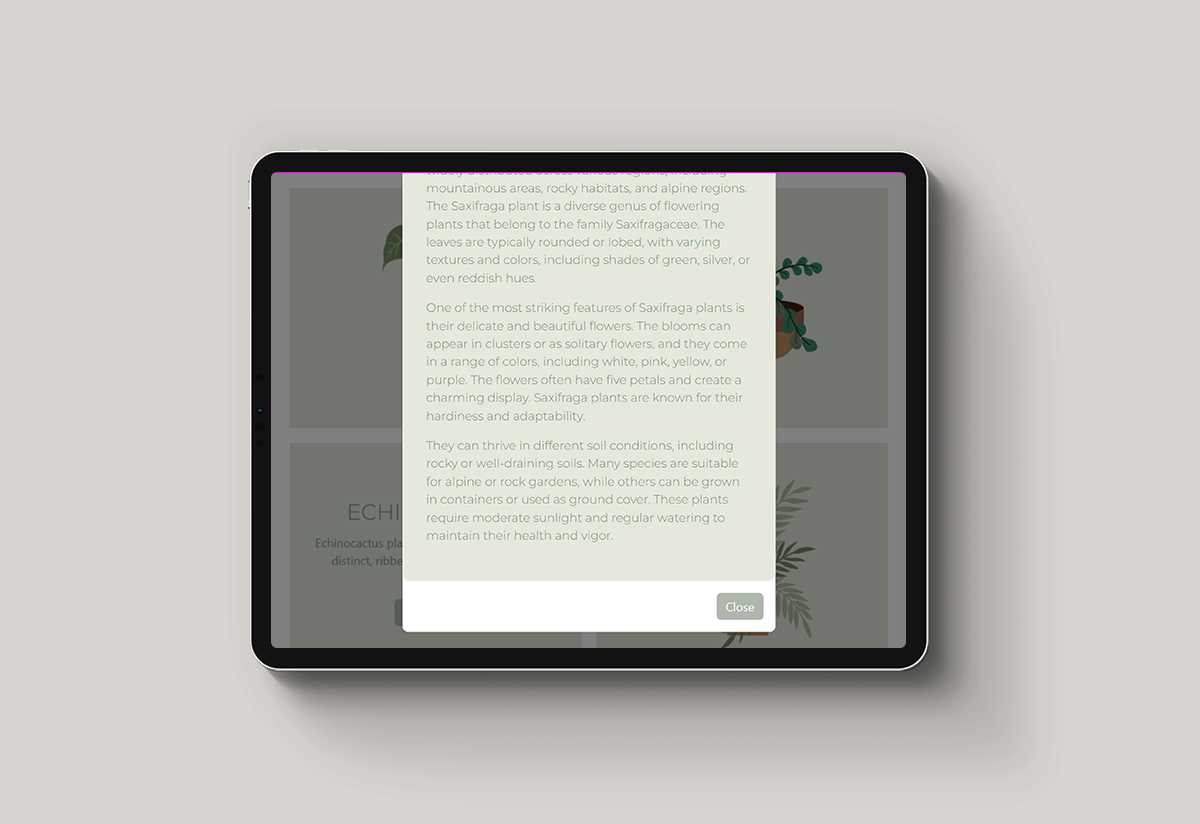 widely distributed across various regions, including
mountainous areas, rocky habitats, and alpine regions.
The Saxifraga plant is a diverse genus of flowering
plants that belong to the family Saxifragaceae. The
leaves are typically rounded or lobed, with varying
textures and colors, including shades of green, silver, or
even reddish hues.
One of the most striking features of Saxifraga plants is
their delicate and beautiful flowers. The blooms can
appear in clusters or as solitary flowers, and they come
in a range of colors, including white, pink, yellow, or
purple. The flowers often have five petals and create a
charming display. Saxifraga plants are known for their
hardiness and adaptability.
They can thrive in different soil conditions, including
rocky or well-draining soils. Many species are suitable
for alpine or rock gardens, while others can be grown
in containers or used as ground cover. These plants
require moderate sunlight and regular watering to
maintain their health and vigor.
Close
ECHI
Echinocactus pla
distinct, ribbe